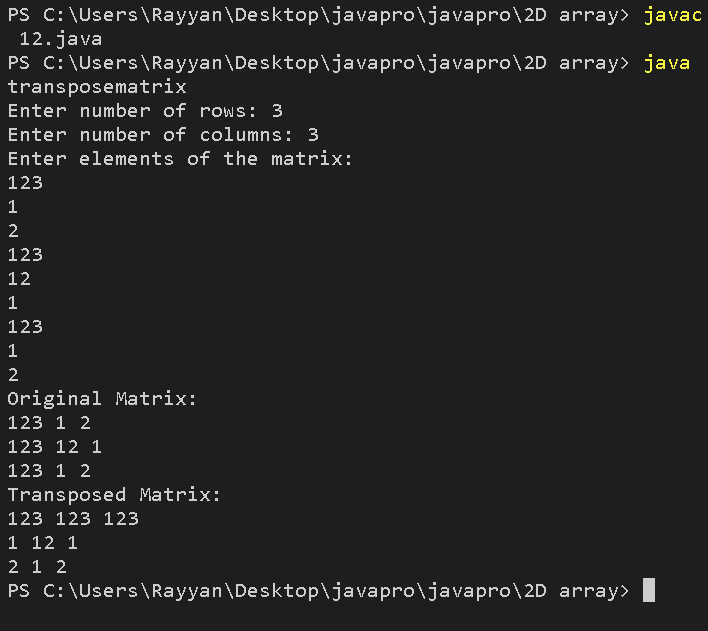 PS C:\Users\Rayyan\Desktop\javapro\javapro\2D array> javac
12.java
PS C:\Users\Rayyan\Desktop\javapro\javapro\2D array> java
transposematrix
Enter number of rows: 3
Enter number of columns: 3
Enter elements of the matrix:
123
1
2
123
12
1
123
1
2
Original Matrix:
123 1 2
123 12 1
123 1 2
Transposed Matrix:
123 123 123
1 12 1
2 1 2
PS C:\Users\Rayyan\Desktop\javapro\javapro\2D array>